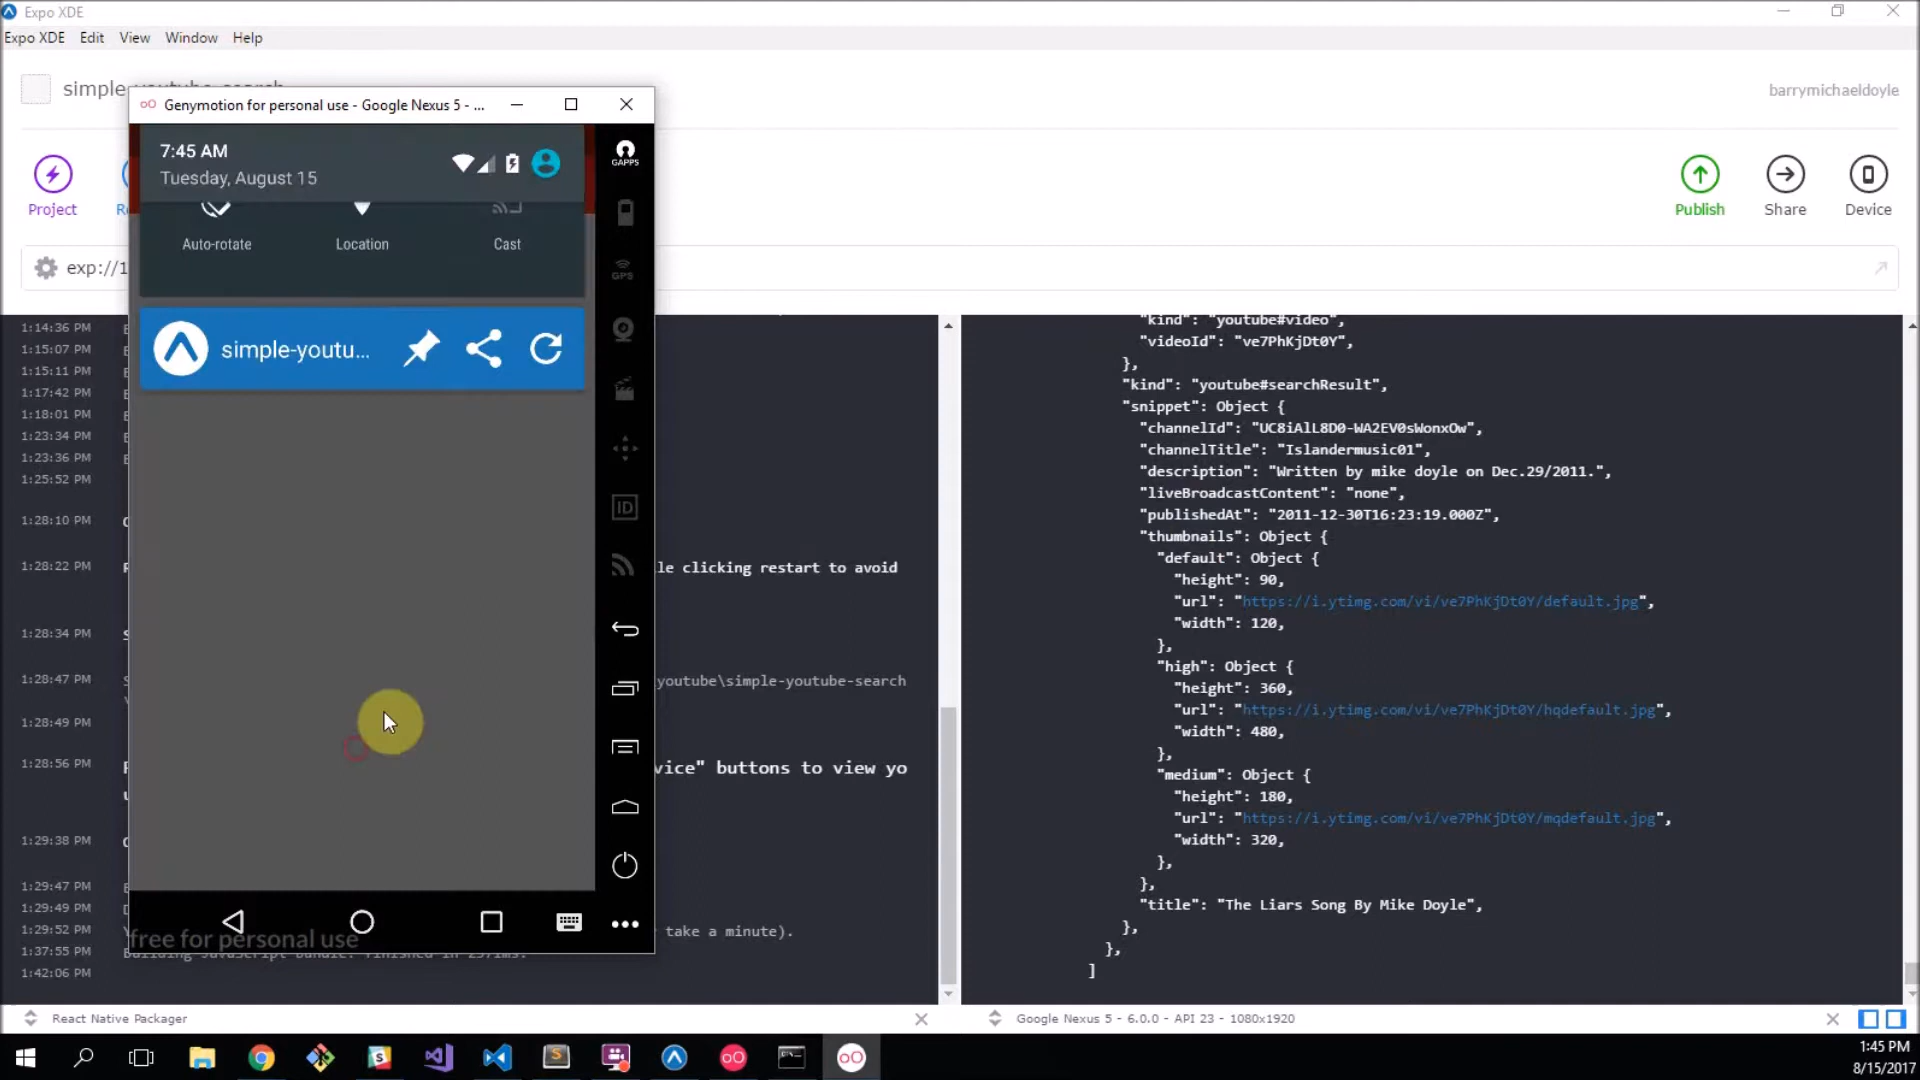 Expo XDE
Expo XDE Edit View Window Help
simple-youtube-search
barrymichaeldoyle
Genymotion for personal use - Google Nexus 5 - ...
7:45 AM
Tuesday, August 15
GAPPS
Project
Publish
Share
Device
Auto-rotate
Location
Cast
GPS
exp://1
simple-youtu...
ID
1:14:36 PM
1:15:07 PM
1:15:11 PM
1:17:42 PM
1:18:01 PM
1:23:34 PM
1:23:36 PM
1:25:52 PM
1:28:10 PM
1:28:22 PM
le clicking restart to avoid
1:28:34 PM
1:28:47 PM
youtube\simple-youtube-search
1:28:49 PM
1:28:56 PM
vice" buttons to view yo
1:29:38 PM
1:29:47 PM
1:29:49 PM
1:29:52 PM
take a minute).
1:37:55 PM
1:42:06 PM
free for personal use
"kind": "youtube#video",
"videoId": "ve7PhKjDt0Y",
},
"kind": "youtube#searchResult",
"snippet": Object {
"channelId": "UC8iAlL8D0-WA2EV0sWonxOw",
"channelTitle": "Islandermusic01",
"description": "Written by mike doyle on Dec.29/2011.",
"liveBroadcastContent": "none",
"publishedAt": "2011-12-30T16:23:19.000Z",
"thumbnails": Object {
"default": Object {
"height": 90,
"url": "https://i.ytimg.com/vi/ve7PhKjDt0Y/default.jpg",
"width": 120,
},
"high": Object {
"height": 360,
"url": "https://i.ytimg.com/vi/ve7PhKjDt0Y/hqdefault.jpg",
"width": 480,
},
"medium": Object {
"height": 180,
"url": "https://i.ytimg.com/vi/ve7PhKjDt0Y/mqdefault.jpg",
"width": 320,
},
},
"title": "The Liars Song By Mike Doyle",
},
},
]
React Native Packager
Google Nexus 5 - 6.0.0 - API 23 - 1080x1920
1:45 PM
8/15/2017